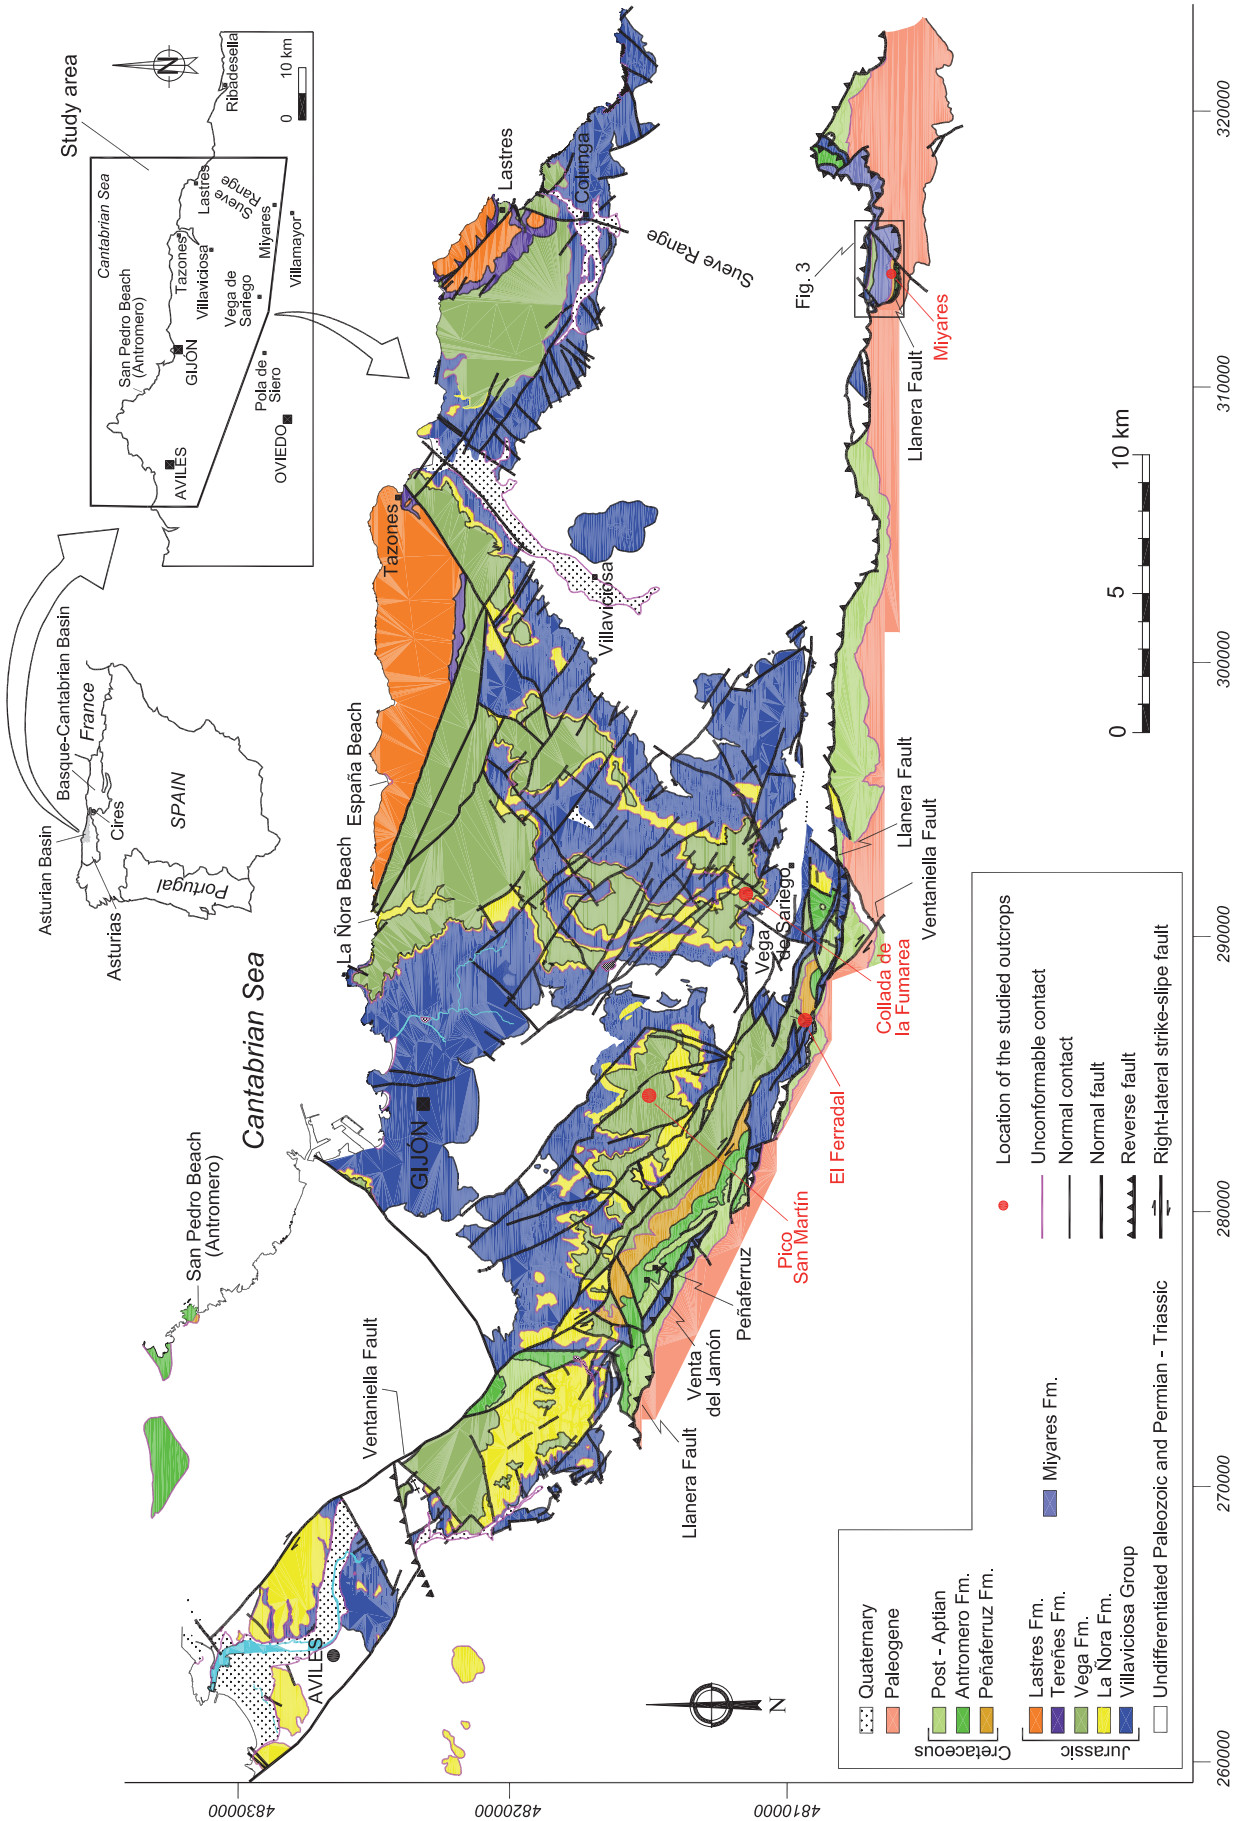 Asturian Basin
Basque-Cantabrian Basin
France
Cires
Asturias
SPAIN
Portugal
Study area
N
10 km
0
Cantabrian Sea
San Pedro Beach
(Antromero)
AVILÉS
GIJÓN
Tazones
Villaviciosa
Lastres
Ribadesella
Sueve
Range
Vega de
Sariego
Miyares
Villamayor
Pola de
Siero
OVIEDO
Cantabrian Sea
San Pedro Beach
(Antromero)
La Ñora Beach
España Beach
Tazones
Lastres
Colunga
Sueve Range
Villaviciosa
GIJÓN
AVILÉS
Ventaniella Fault
Vega
de Sariego
Fig. 3
Llanera Fault
Miyares
Llanera Fault
Ventaniella Fault
Collada de
la Fumarea
El Ferradal
Pico
San Martín
Peñaferruz
Venta
del Jamón
Llanera Fault
N
0
5
10 km
Quaternary
Paleogene
Cretaceous
Post - Aptian
Antromero Fm.
Peñaferruz Fm.
Jurassic
Lastres Fm.
Tereñes Fm.
Vega Fm.
La Ñora Fm.
Villaviciosa Group
Undifferentiated Paleozoic and Permian - Triassic
Miyares Fm.
Location of the studied outcrops
Unconformable contact
Normal contact
Normal fault
Reverse fault
Right-lateral strike-slipe fault
4830000
4820000
4810000
260000
270000
280000
290000
300000
310000
320000